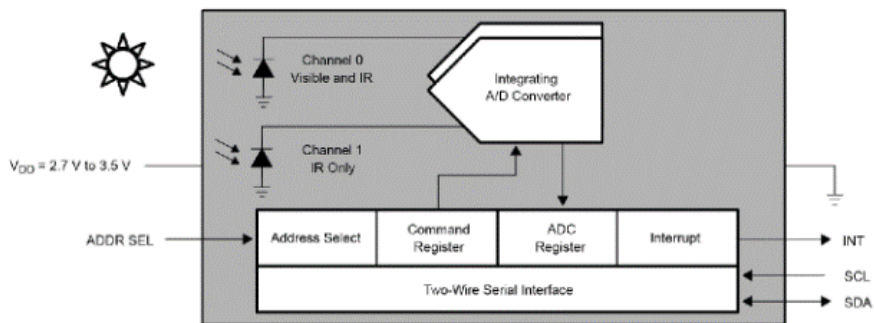 Channel 0
Visible and IR
Integrating
A/D Converter
Channel 1
IR Only
VDD = 2.7 V to 3.5 V
ADDR SEL
Address Select
Command
Register
ADC
Register
Interrupt
INT
Two-Wire Serial Interface
SCL
SDA